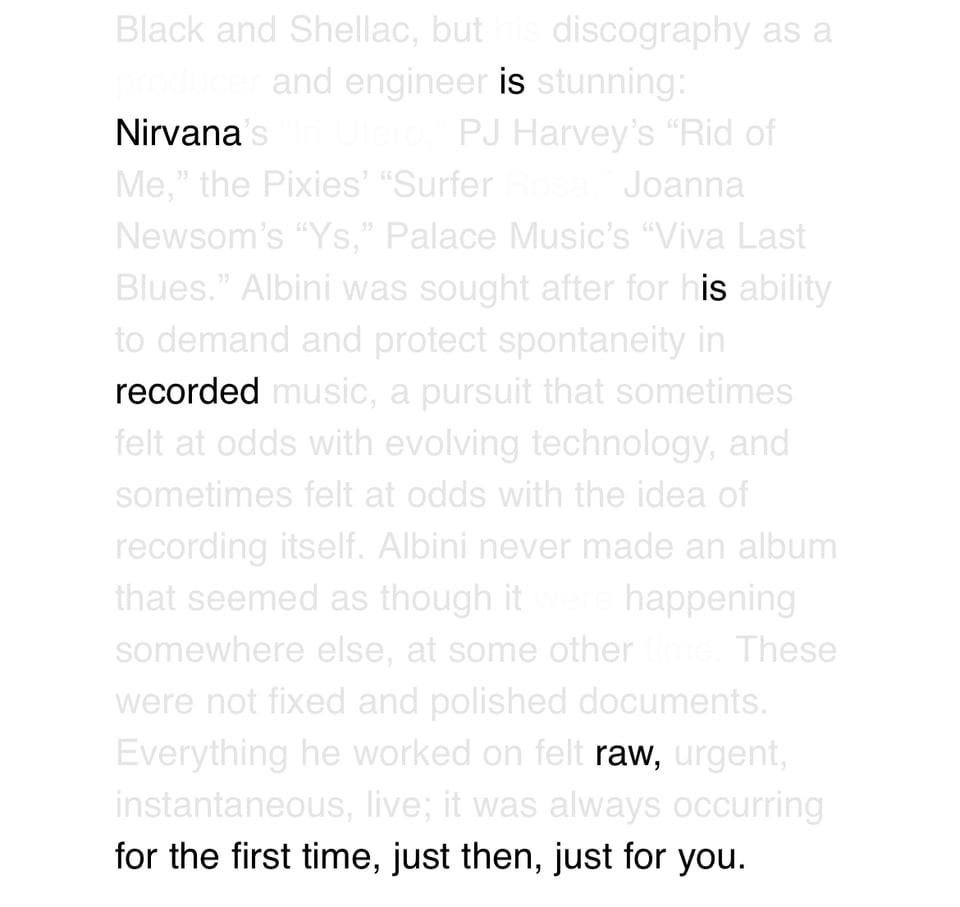 Black and Shellac, but his discography as a
producer and engineer is stunning:
Nirvana’s “In Utero,” PJ Harvey’s “Rid of
Me,” the Pixies’ “Surfer Rosa,” Joanna
Newsom’s “Ys,” Palace Music’s “Viva Last
Blues.” Albini was sought after for his ability
to demand and protect spontaneity in
recorded music, a pursuit that sometimes
felt at odds with evolving technology, and
sometimes felt at odds with the idea of
recording itself. Albini never made an album
that seemed as though it were happening
somewhere else, at some other time. These
were not fixed and polished documents.
Everything he worked on felt raw, urgent,
instantaneous, live; it was always occurring
for the first time, just then, just for you.